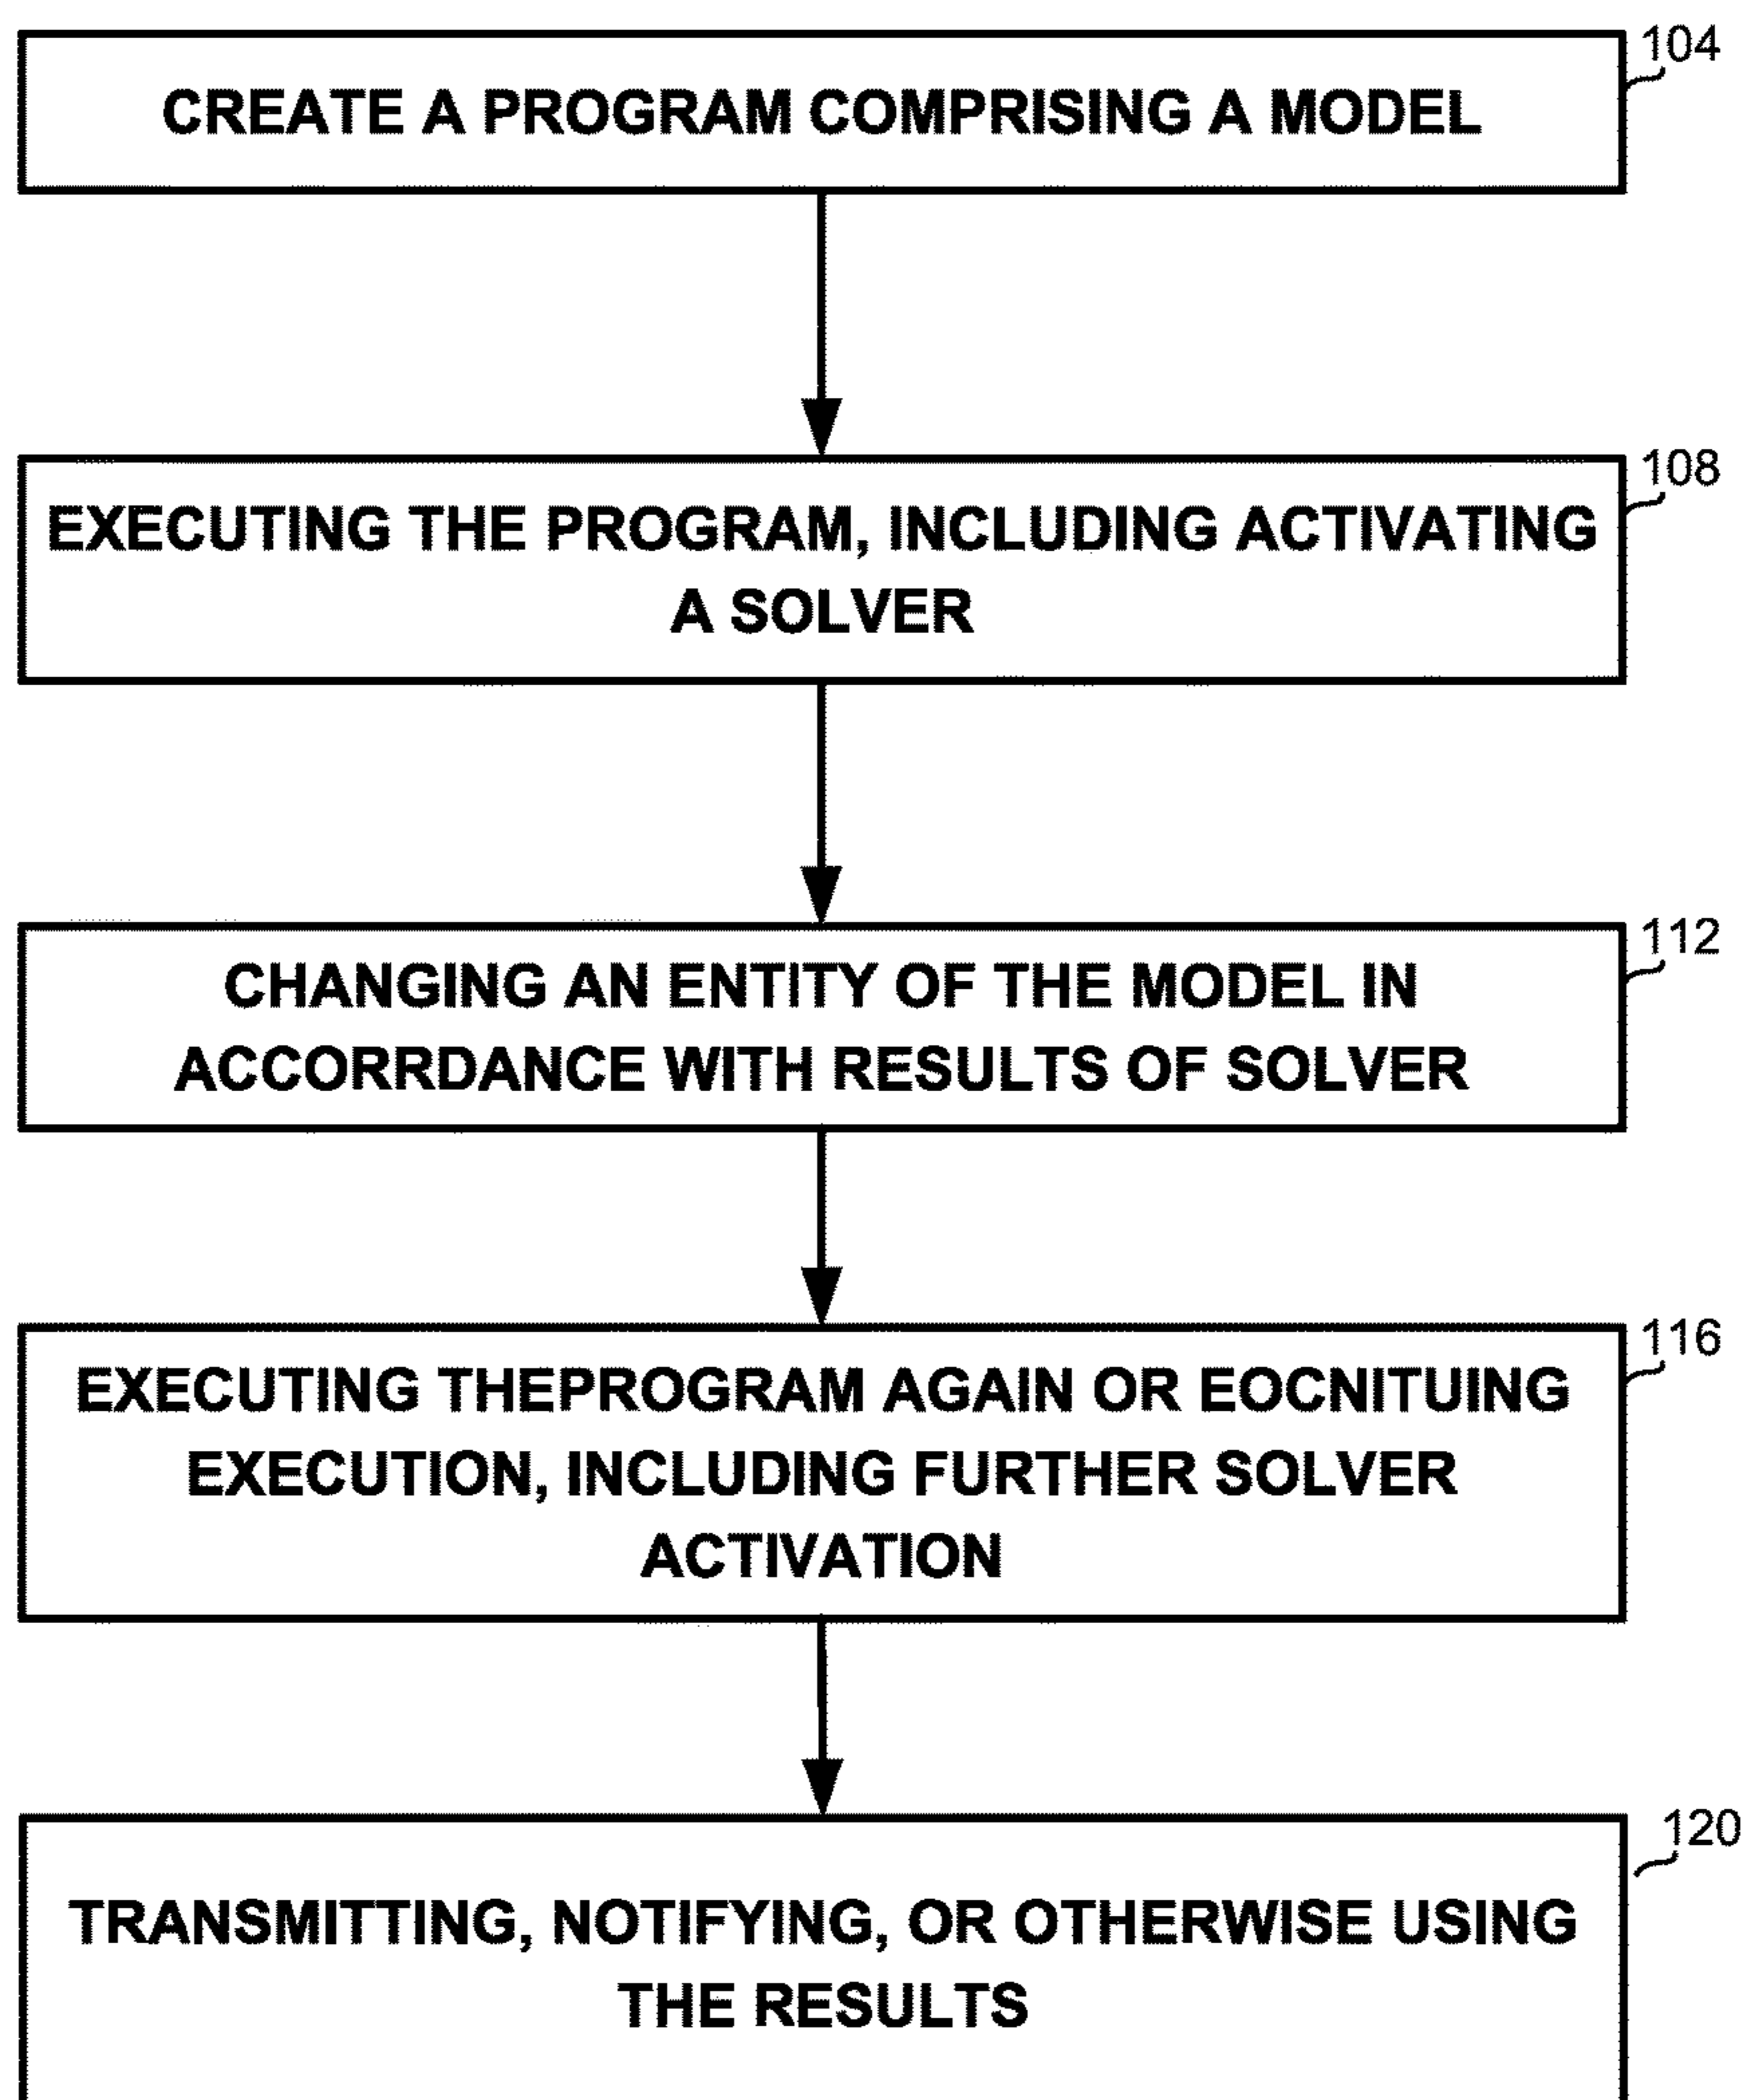 104
CREATE A PROGRAM COMPRISING A MODEL
108
EXECUTING THE PROGRAM, INCLUDING ACTIVATING
A SOLVER
112
CHANGING AN ENTITY OF THE MODEL IN
ACCORRDANCE WITH RESULTS OF SOLVER
116
EXECUTING THEPROGRAM AGAIN OR EOCNITUING
EXECUTION, INCLUDING FURTHER SOLVER
ACTIVATION
120
TRANSMITTING, NOTIFYING, OR OTHERWISE USING
THE RESULTS